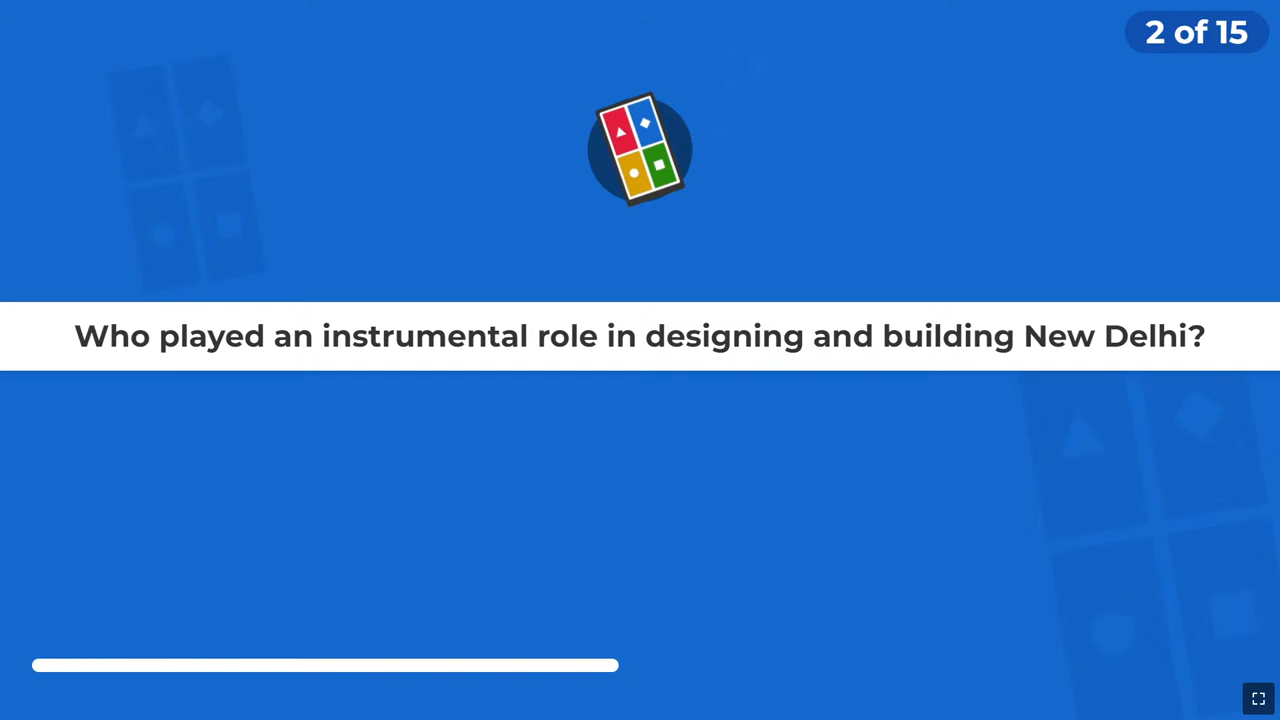 2 of 15
Who played an instrumental role in designing and building New Delhi?